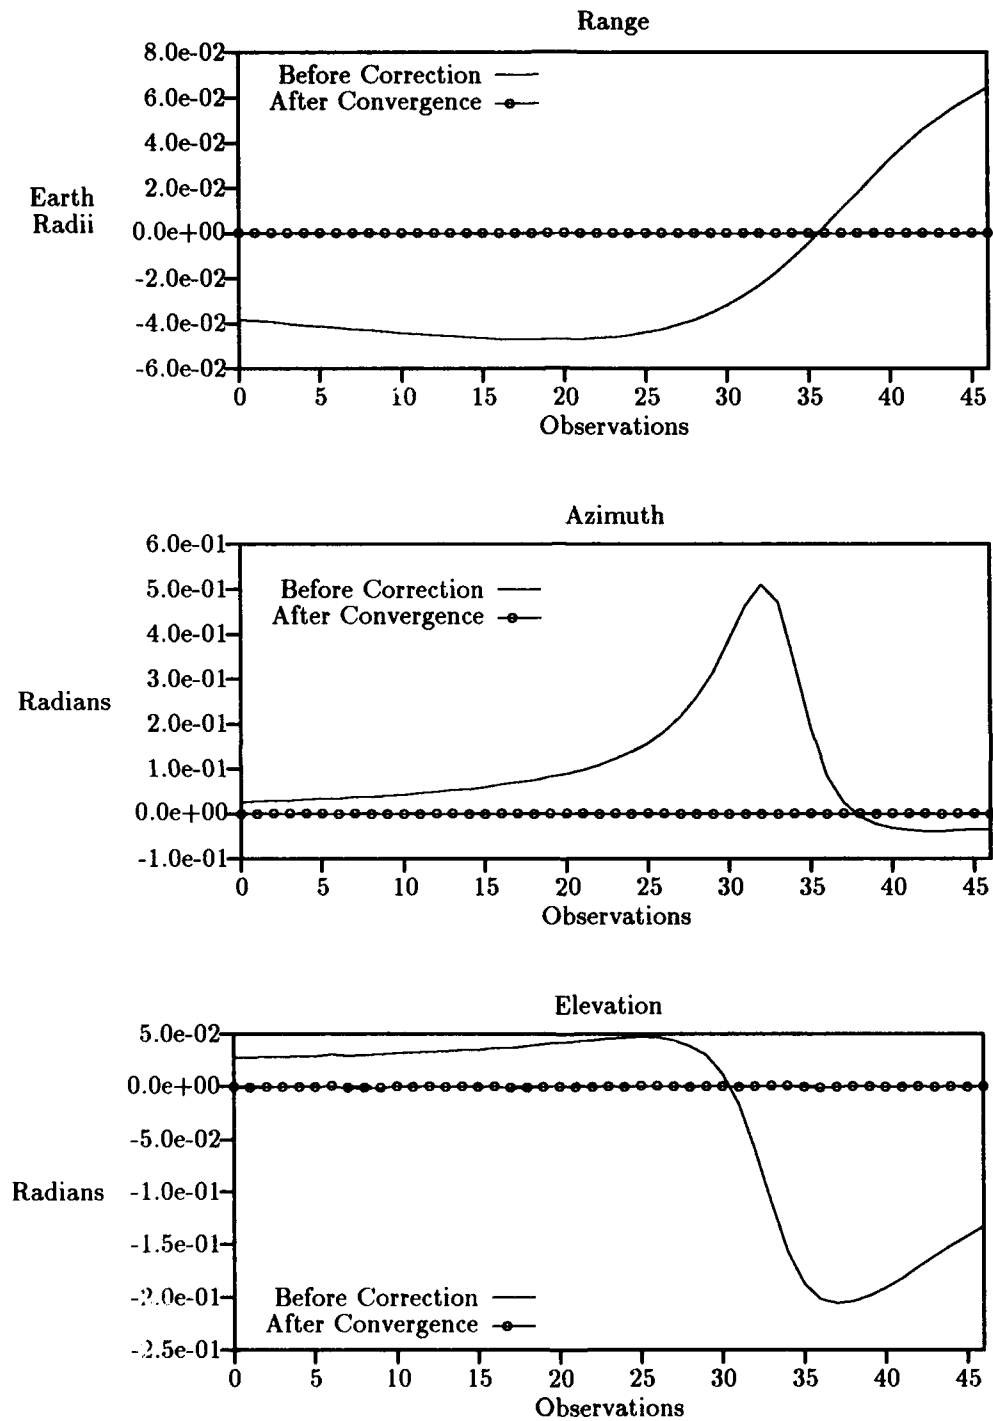 Range
8.0e-02
6.0e-02
4.0e-02
2.0e-02
0.0e+00
-2.0e-02
-4.0e-02
-6.0e-02
Before Correction
After Convergence
Earth
Radii
0 5 10 15 20 25 30 35 40 45
Observations
Azimuth
6.0e-01
5.0e-01
4.0e-01
3.0e-01
2.0e-01
1.0e-01
0.0e+00
-1.0e-01
Before Correction
After Convergence
Radians
0 5 10 15 20 25 30 35 40 45
Observations
Elevation
5.0e-02
0.0e+00
-5.0e-02
-1.0e-01
-1.5e-01
-2.0e-01
-2.5e-01
Radians
Before Correction
After Convergence
0 5 10 15 20 25 30 35 40 45
Observations